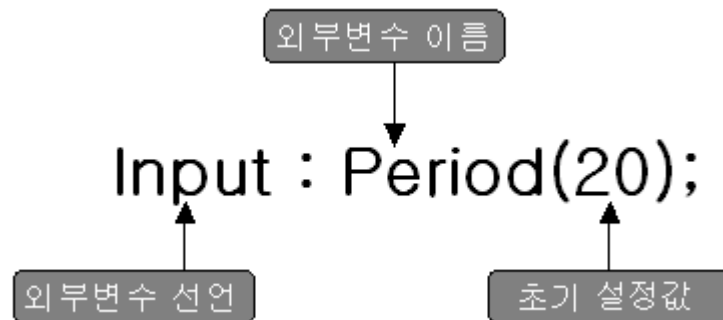 외부변수 이름
Input : Period(20);
외부변수 선언
초기 설정값